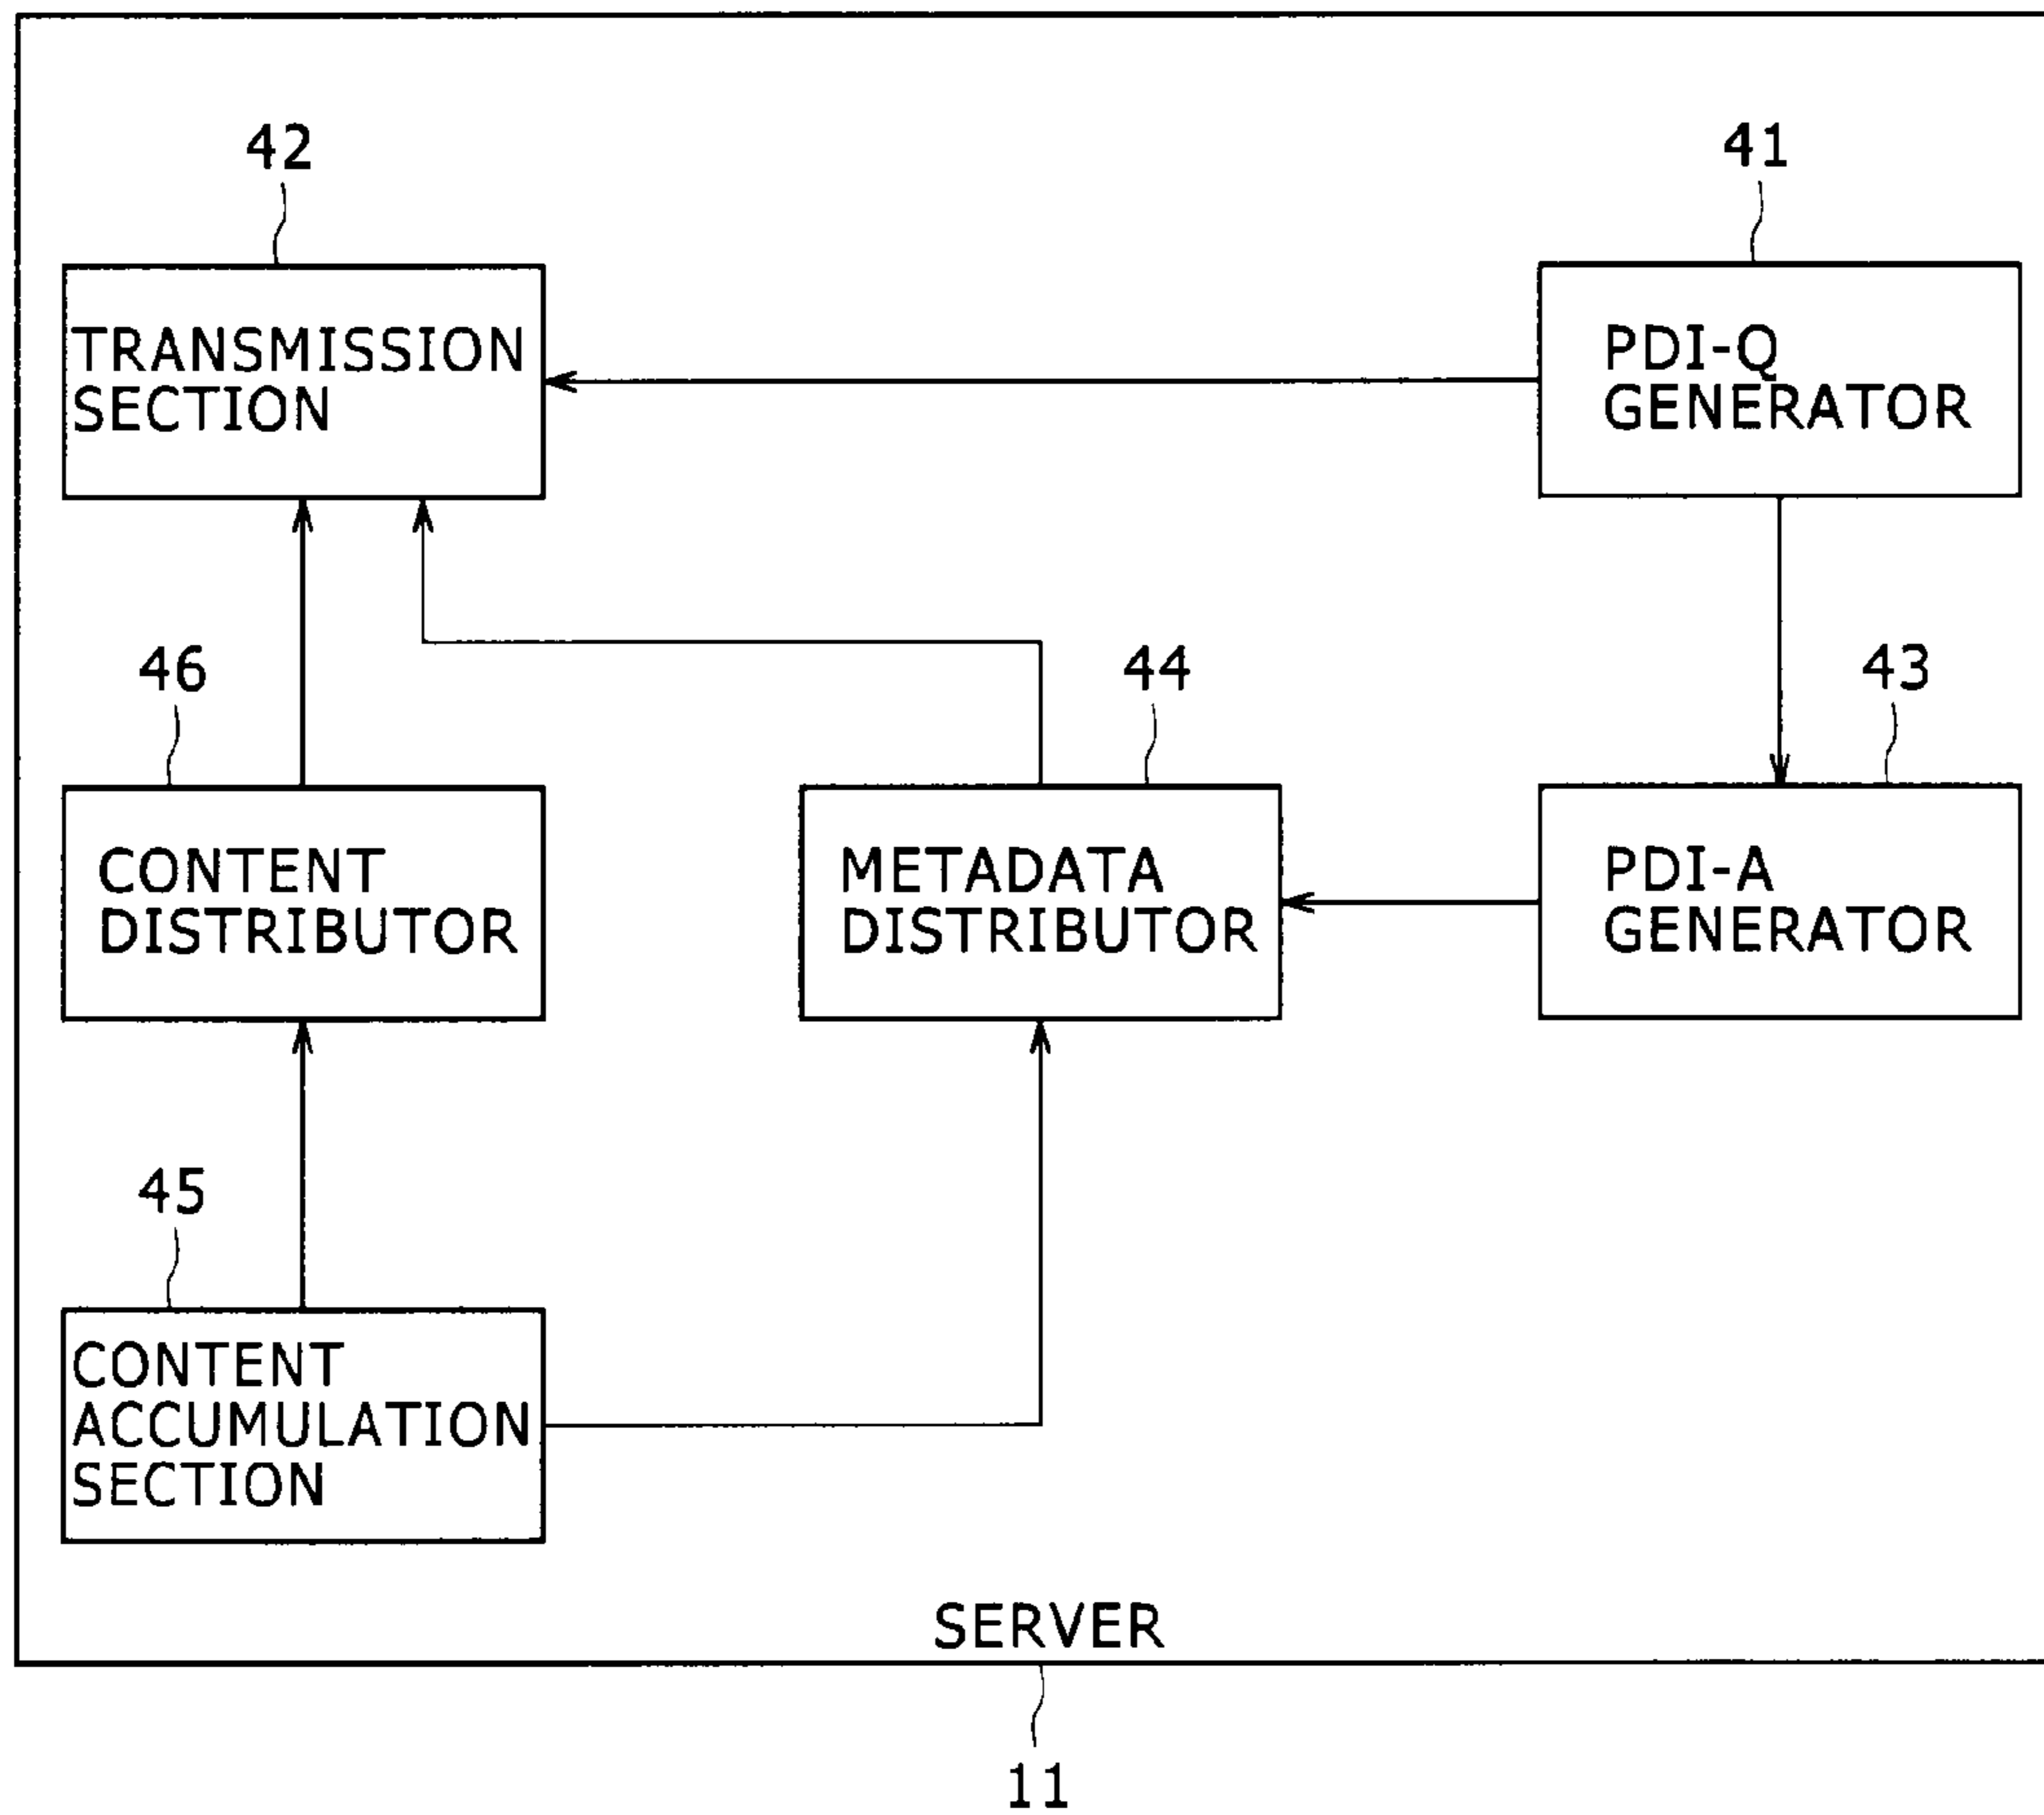 42
41
TRANSMISSION
SECTION
PDI-Q
GENERATOR
46
44
43
CONTENT
DISTRIBUTOR
METADATA
DISTRIBUTOR
PDI-A
GENERATOR
45
CONTENT
ACCUMULATION
SECTION
SERVER
11